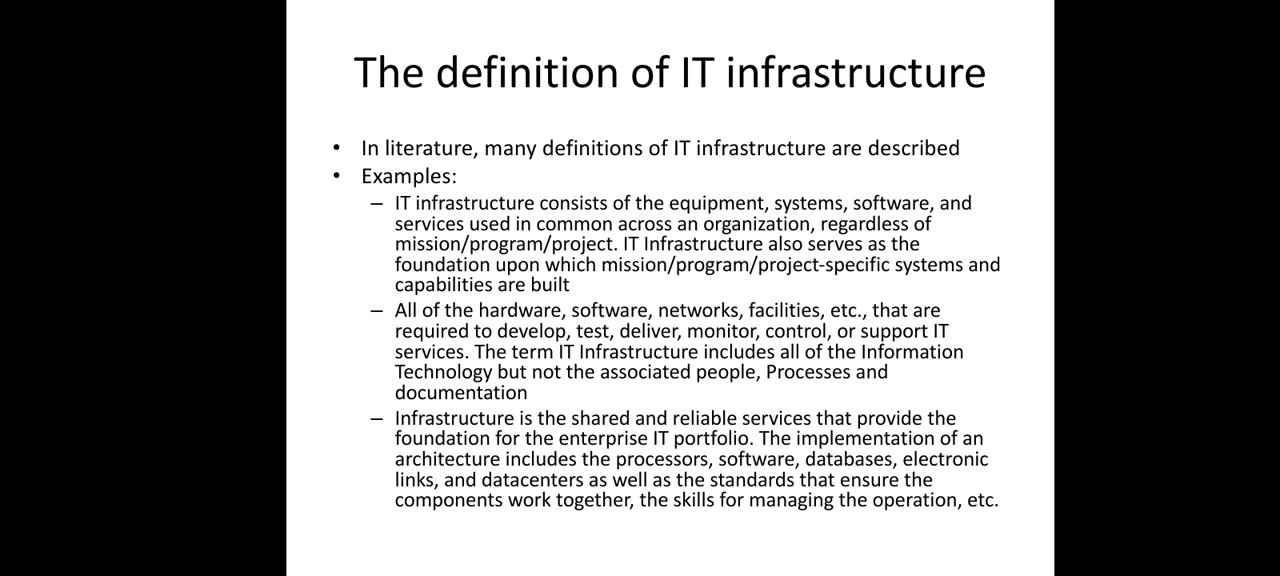 The definition of IT infrastructure
• In literature, many definitions of IT infrastructure are described
• Examples:
– IT infrastructure consists of the equipment, systems, software, and
services used in common across an organization, regardless of
mission/program/project. IT Infrastructure also serves as the
foundation upon which mission/program/project-specific systems and
capabilities are built
– All of the hardware, software, networks, facilities, etc., that are
required to develop, test, deliver, monitor, control, or support IT
services. The term IT Infrastructure includes all of the Information
Technology but not the associated people, Processes and
documentation
– Infrastructure is the shared and reliable services that provide the
foundation for the enterprise IT portfolio. The implementation of an
architecture includes the processors, software, databases, electronic
links, and datacenters as well as the standards that ensure the
components work together, the skills for managing the operation, etc.